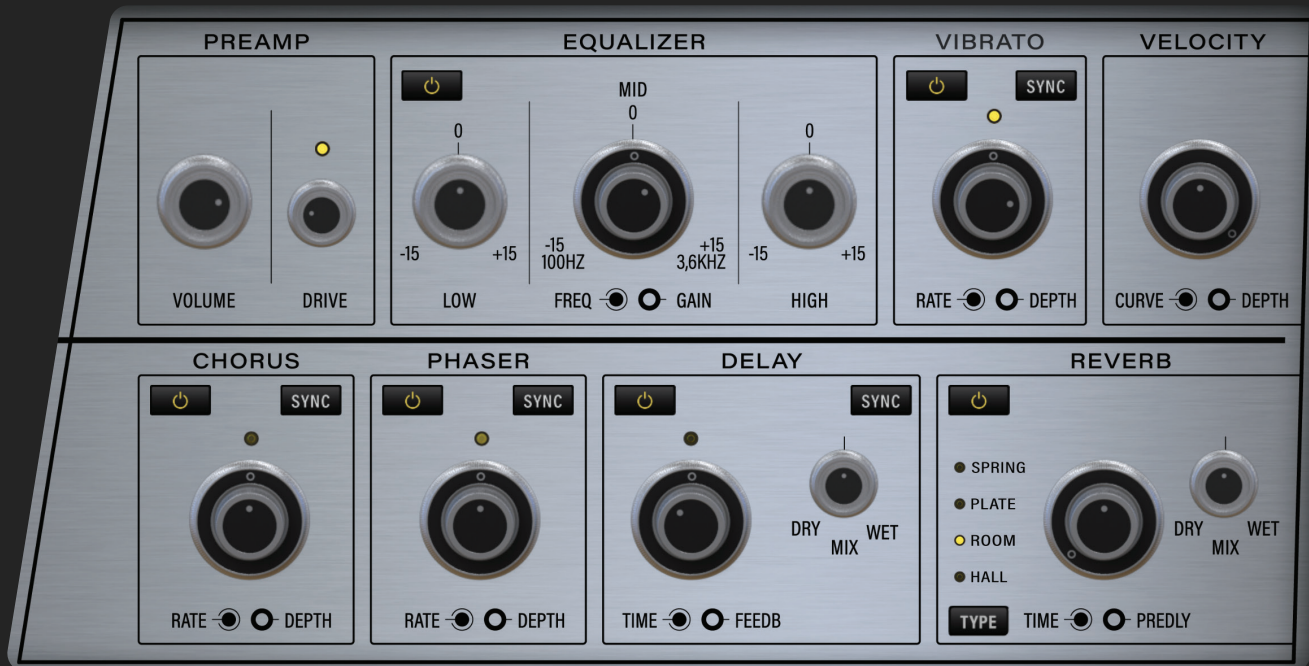 PREAMP
VOLUME
DRIVE
EQUALIZER
0
-15
+15
LOW
MID
0
-15
100HZ
+15
3,6KHZ
FREQ
GAIN
0
-15
+15
HIGH
VIBRATO
SYNC
RATE
DEPTH
VELOCITY
CURVE
DEPTH
CHORUS
SYNC
RATE
DEPTH
PHASER
SYNC
RATE
DEPTH
DELAY
SYNC
DRY
MIX
WET
TIME
FEEDB
REVERB
SPRING
PLATE
ROOM
HALL
TYPE
TIME
PREDLY
DRY
MIX
WET